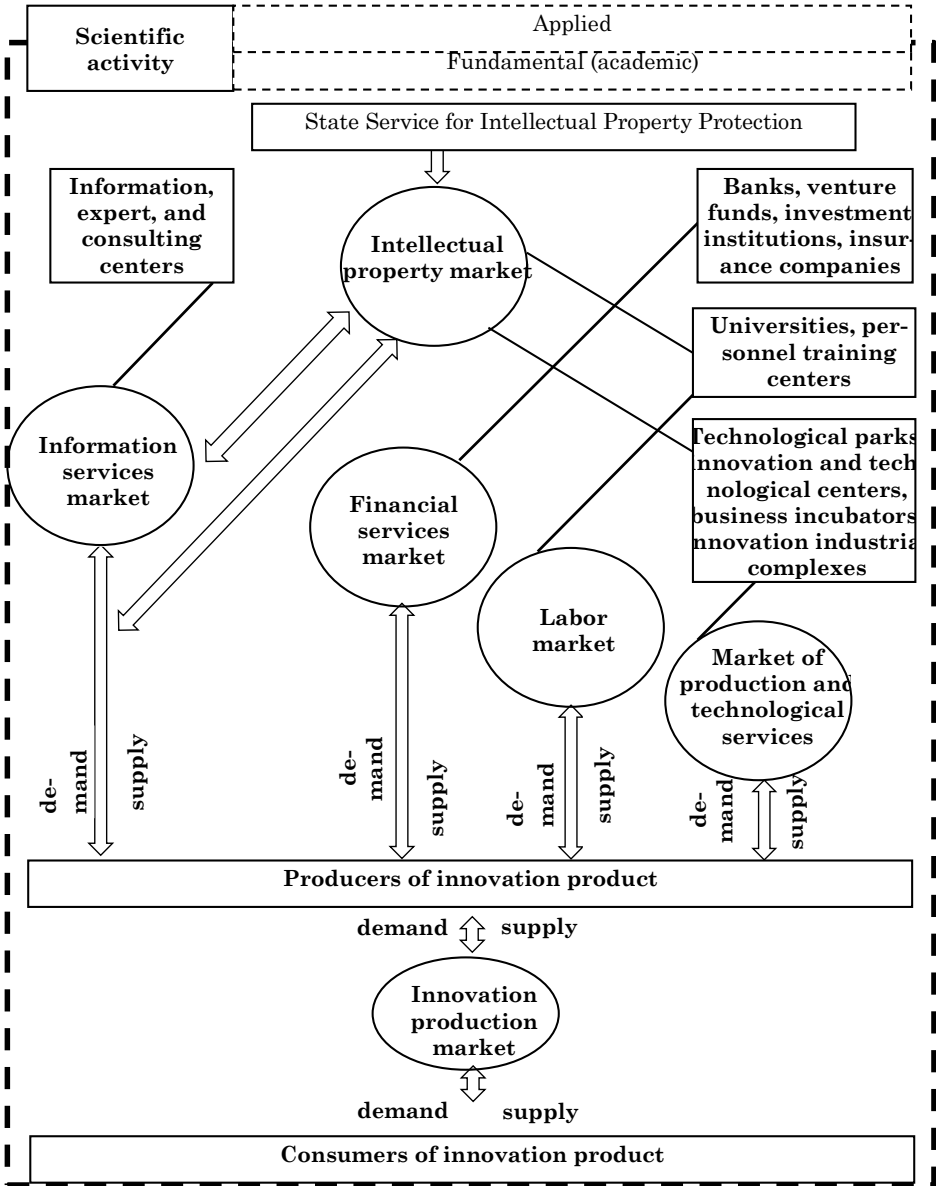 Scientific
activity
Applied
Fundamental (academic)
State Service for Intellectual Property Protection
Information,
expert, and
consulting
centers
Intellectual
property market
Banks, venture
funds, investment
institutions, insur-
ance companies
Universities, per-
sonnel training
centers
Information
services
market
Financial
services
market
Technological parks
innovation and tech
nological centers,
business incubators
innovation industria
complexes
Labor
market
Market of
production and
technological
services
de-
mand
supply
de-
mand
supply
de-
mand
supply
de-
mand
supply
Producers of innovation product
demand supply
Innovation
production
market
demand supply
Consumers of innovation product